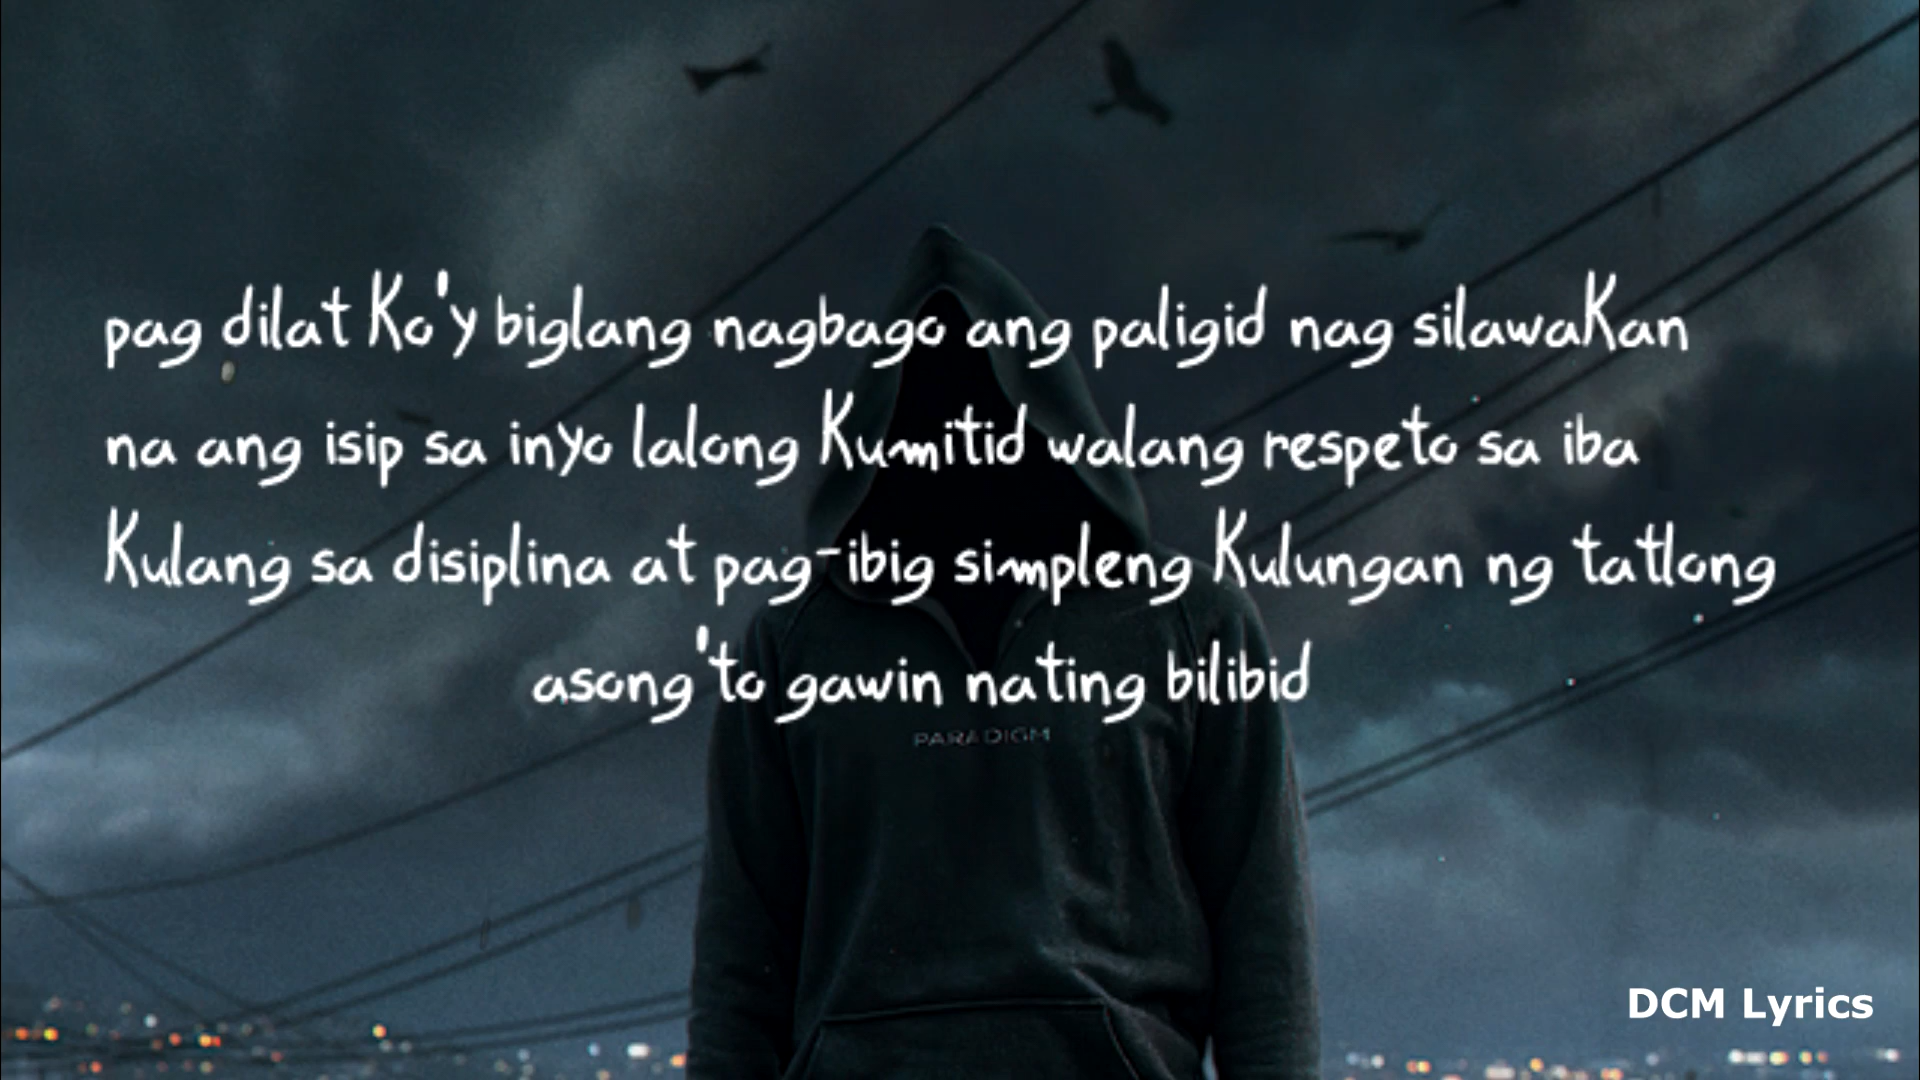 pag dilat Ko'y biglang nagbago ang paligid nag silawaKan
na ang isip sa inyo lalong Kumitid walang respeto sa iba
Kulang sa disiplina at pag-ibig simpleng Kulungan ng tatlong
asong'to gawin nating bilibid
PARADIGM
DCM Lyrics